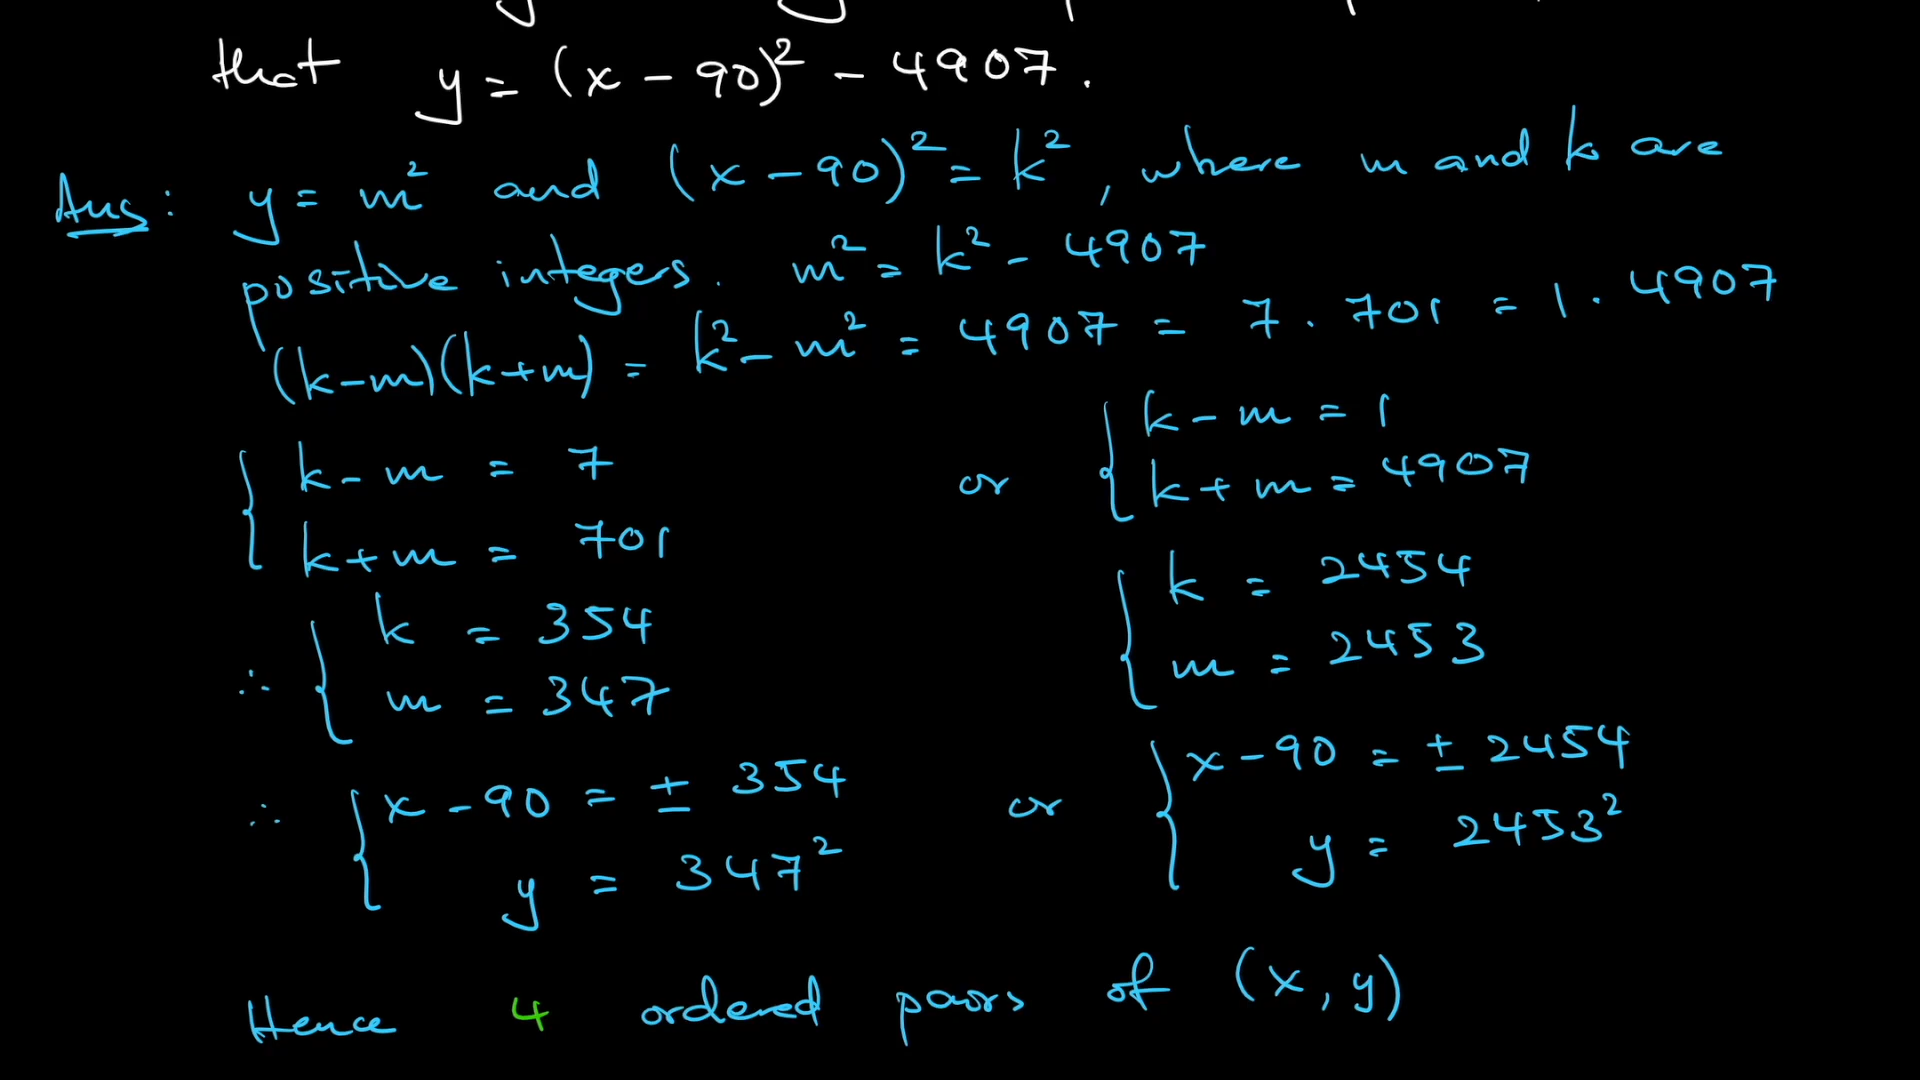 that y = (x - 90)² - 4907.
Ans: y = m² and (x - 90)² = k², where m and k are
positive integers. m² = k² - 4907
(k-m)(k+m) = k² - m² = 4907 = 7 . 701 = 1 . 4907
{ k - m = 7 or { k - m = 1
k + m = 701 k + m = 4907
∴ { k = 354 { k = 2454
m = 347 m = 2453
∴ { x - 90 = ± 354 or { x - 90 = ± 2454
y = 347² y = 2453²
Hence 4 ordered pairs of (x, y)